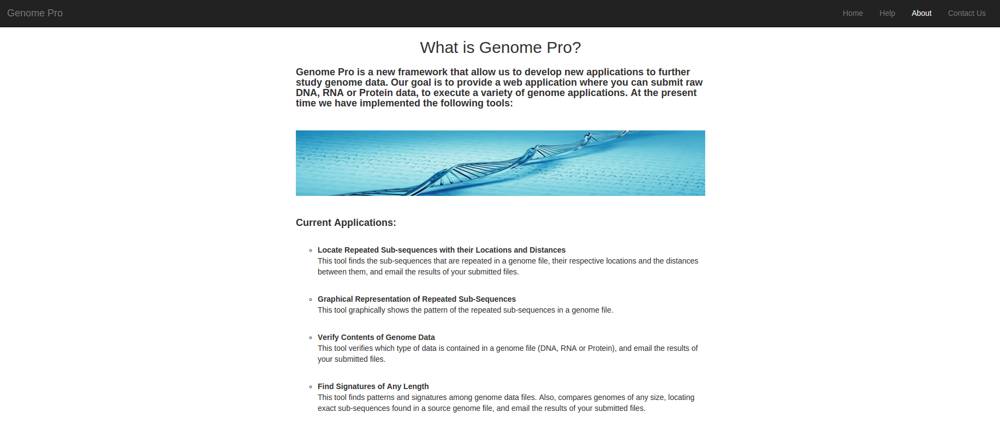 Genome Pro
Home Help About Contact Us
What is Genome Pro?
Genome Pro is a new framework that allow us to develop new applications to further
study genome data. Our goal is to provide a web application where you can submit raw
DNA, RNA or Protein data, to execute a variety of genome applications. At the present
time we have implemented the following tools:
Current Applications:
Locate Repeated Sub-sequences with their Locations and Distances
This tool finds the sub-sequences that are repeated in a genome file, their respective locations and the distances
between them, and email the results of your submitted files.
Graphical Representation of Repeated Sub-Sequences
This tool graphically shows the pattern of the repeated sub-sequences in a genome file.
Verify Contents of Genome Data
This tool verifies which type of data is contained in a genome file (DNA, RNA or Protein), and email the results of
your submitted files.
Find Signatures of Any Length
This tool finds patterns and signatures among genome data files. Also, compares genomes of any size, locating
exact sub-sequences found in a source genome file, and email the results of your submitted files.